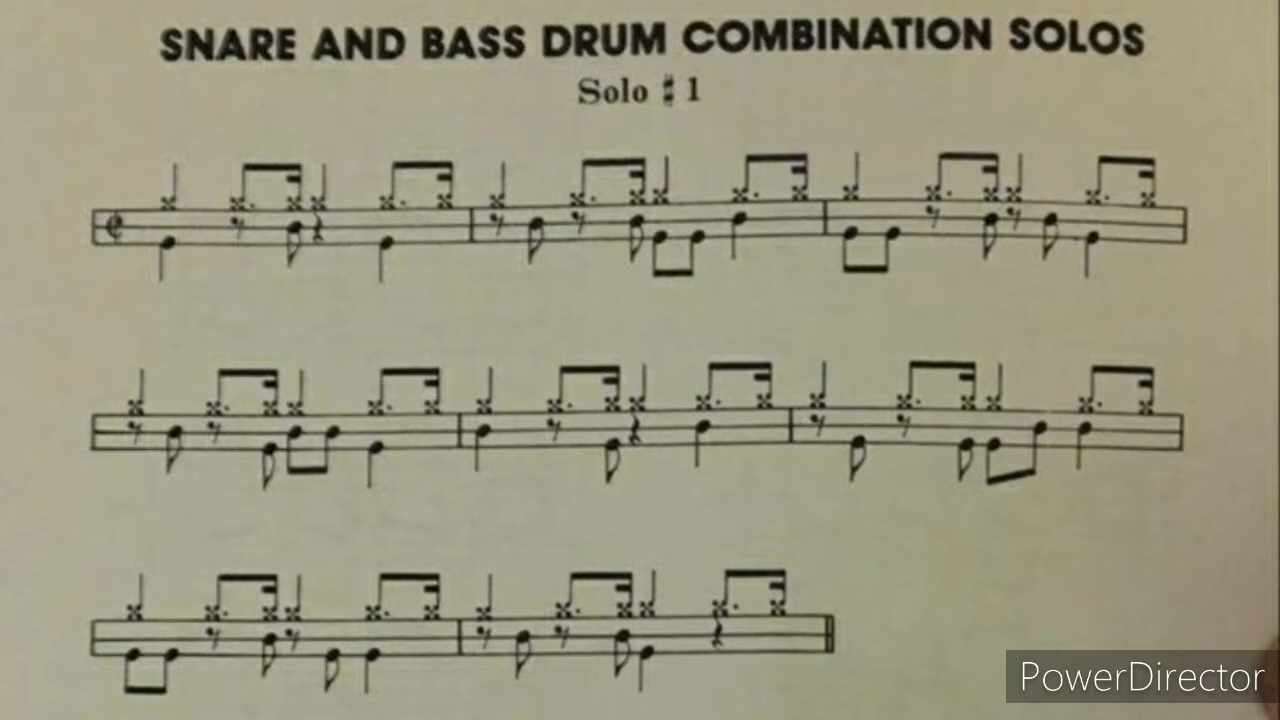 SNARE AND BASS DRUM COMBINATION SOLOS
Solo ♯ 1
PowerDirector